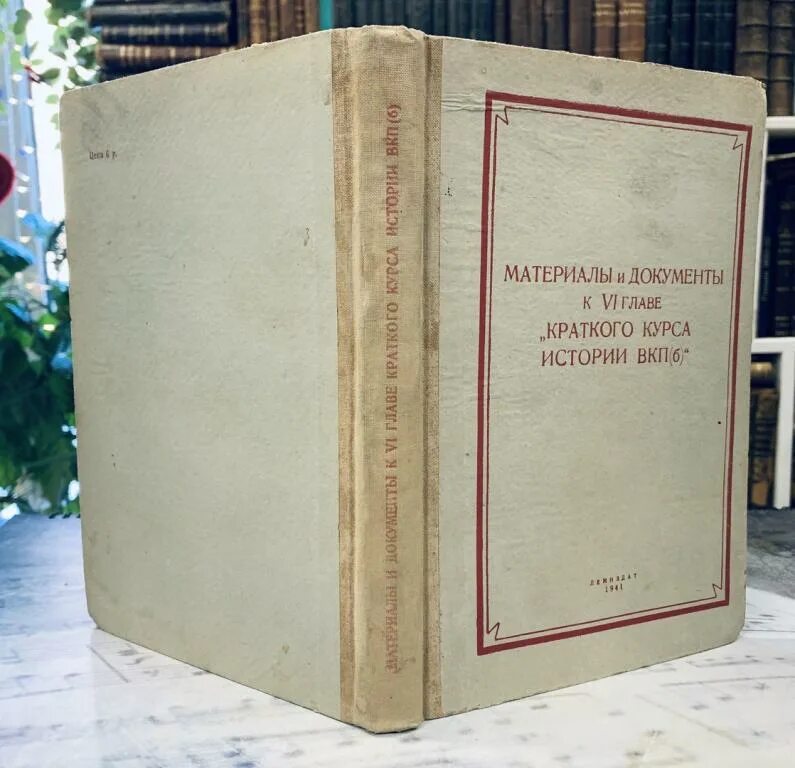 Цена 6 р.
МАТЕРИАЛЫ И ДОКУМЕНТЫ К VI ГЛАВЕ КРАТКОГО КУРСА ИСТОРИИ ВКП(б)
МАТЕРИАЛЫ и ДОКУМЕНТЫ
К VI ГЛАВЕ
„КРАТКОГО КУРСА
ИСТОРИИ ВКП(б)“
ЛЕНИЗДАТ
1941